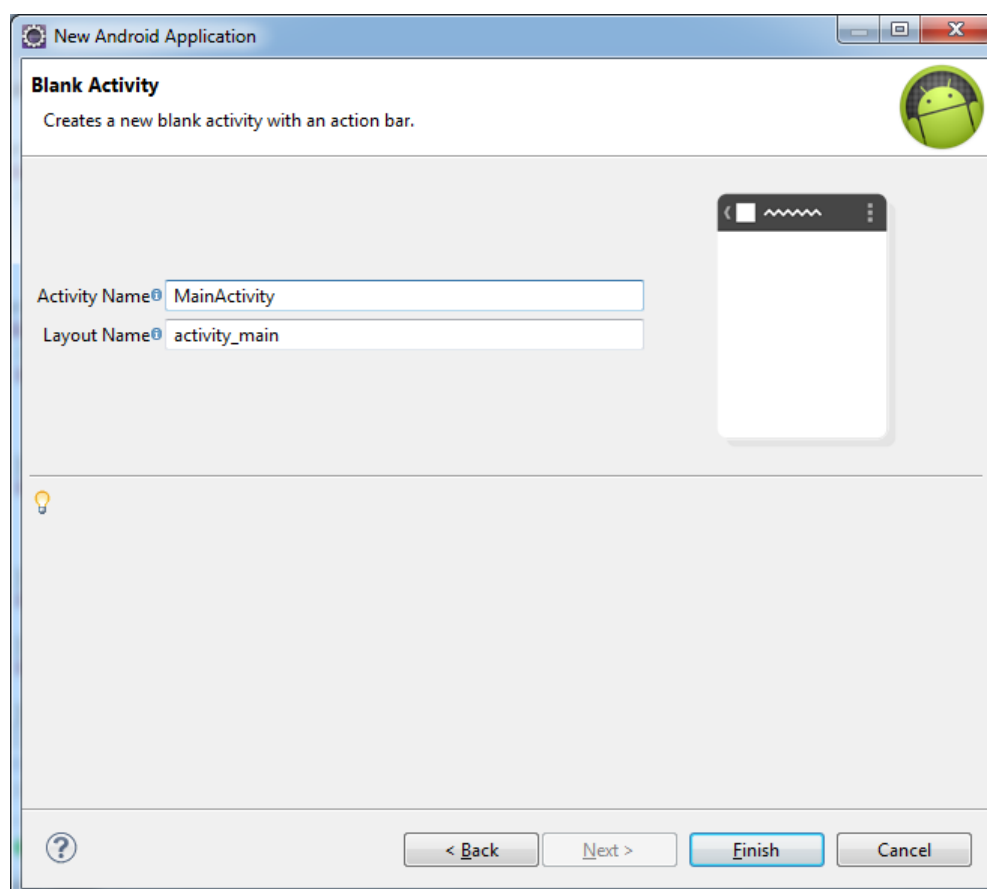 New Android Application
Blank Activity
Creates a new blank activity with an action bar.
Activity Name MainActivity
Layout Name activity_main
< Back Next > Finish Cancel